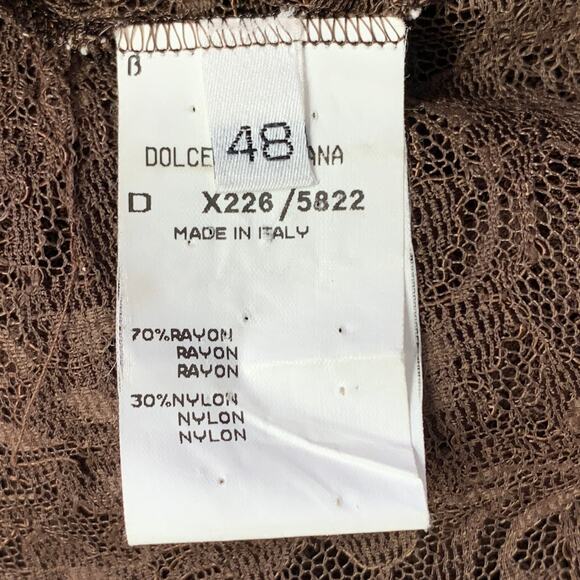 ß
48
DOLCE ANA
D X226/5822
MADE IN ITALY
70%RAYON
RAYON
RAYON
30%NYLON
NYLON
NYLON